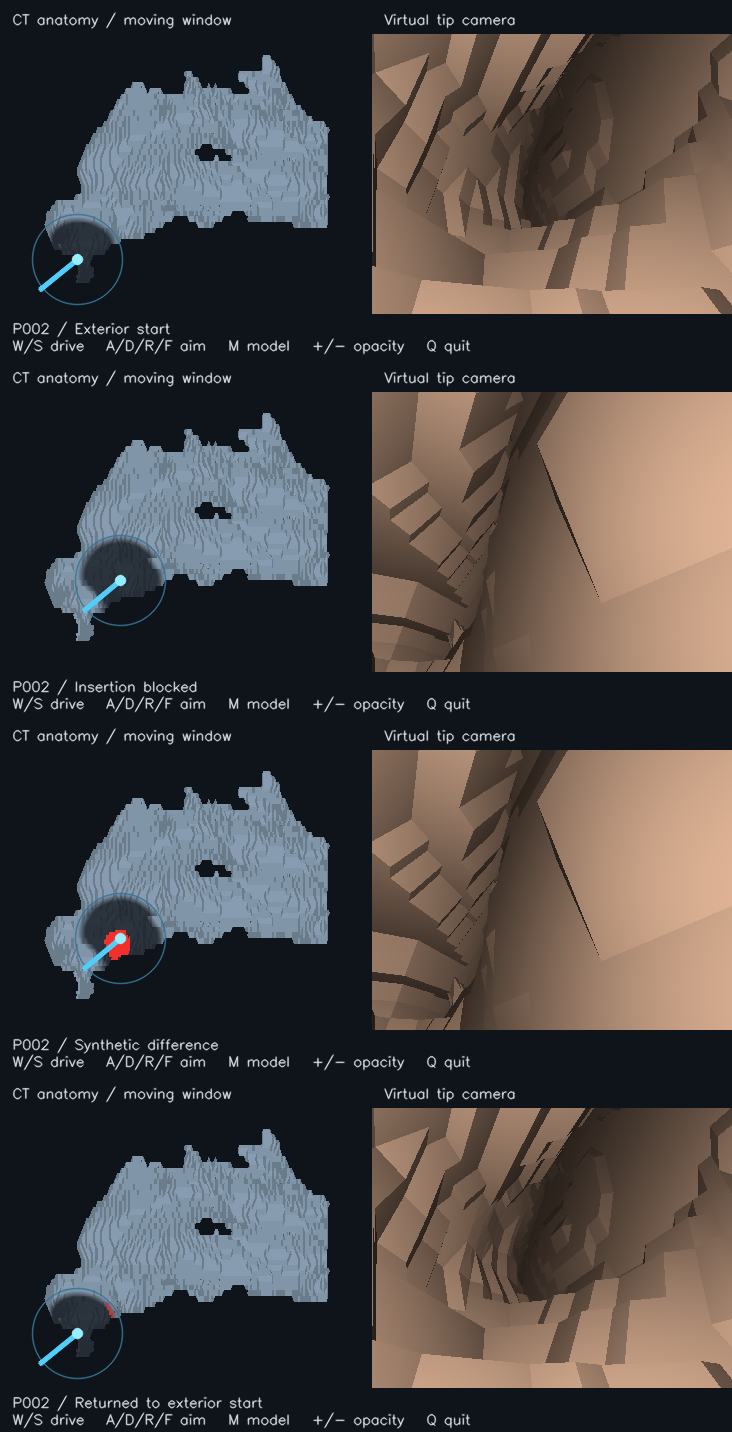 CT anatomy / moving window Virtual tip camera
P002 / Exterior start
W/S drive A/D/R/F aim M model +/- opacity Q quit
CT anatomy / moving window Virtual tip camera
P002 / Insertion blocked
W/S drive A/D/R/F aim M model +/- opacity Q quit
CT anatomy / moving window Virtual tip camera
P002 / Synthetic difference
W/S drive A/D/R/F aim M model +/- opacity Q quit
CT anatomy / moving window Virtual tip camera
P002 / Returned to exterior start
W/S drive A/D/R/F aim M model +/- opacity Q quit